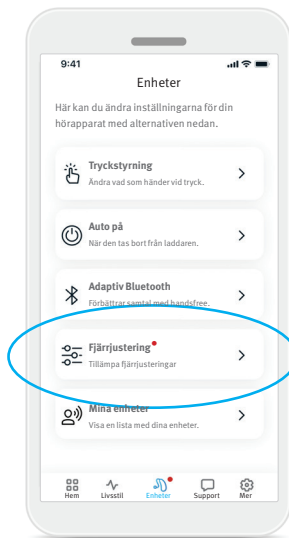 9:41
Enheter
Här kan du ändra inställningarna för din
hörapparat med alternativen nedan.
Tryckstyrning
Ändra vad som händer vid tryck.
Auto på
När den tas bort från laddaren.
Adaptiv Bluetooth
Förbättrar samtal med handsfree.
Fjärrjustering
Tillämpa fjärrjusteringar
Mina enheter
Visa en lista med dina enheter.
Hem Livsstil Enheter Support Mer